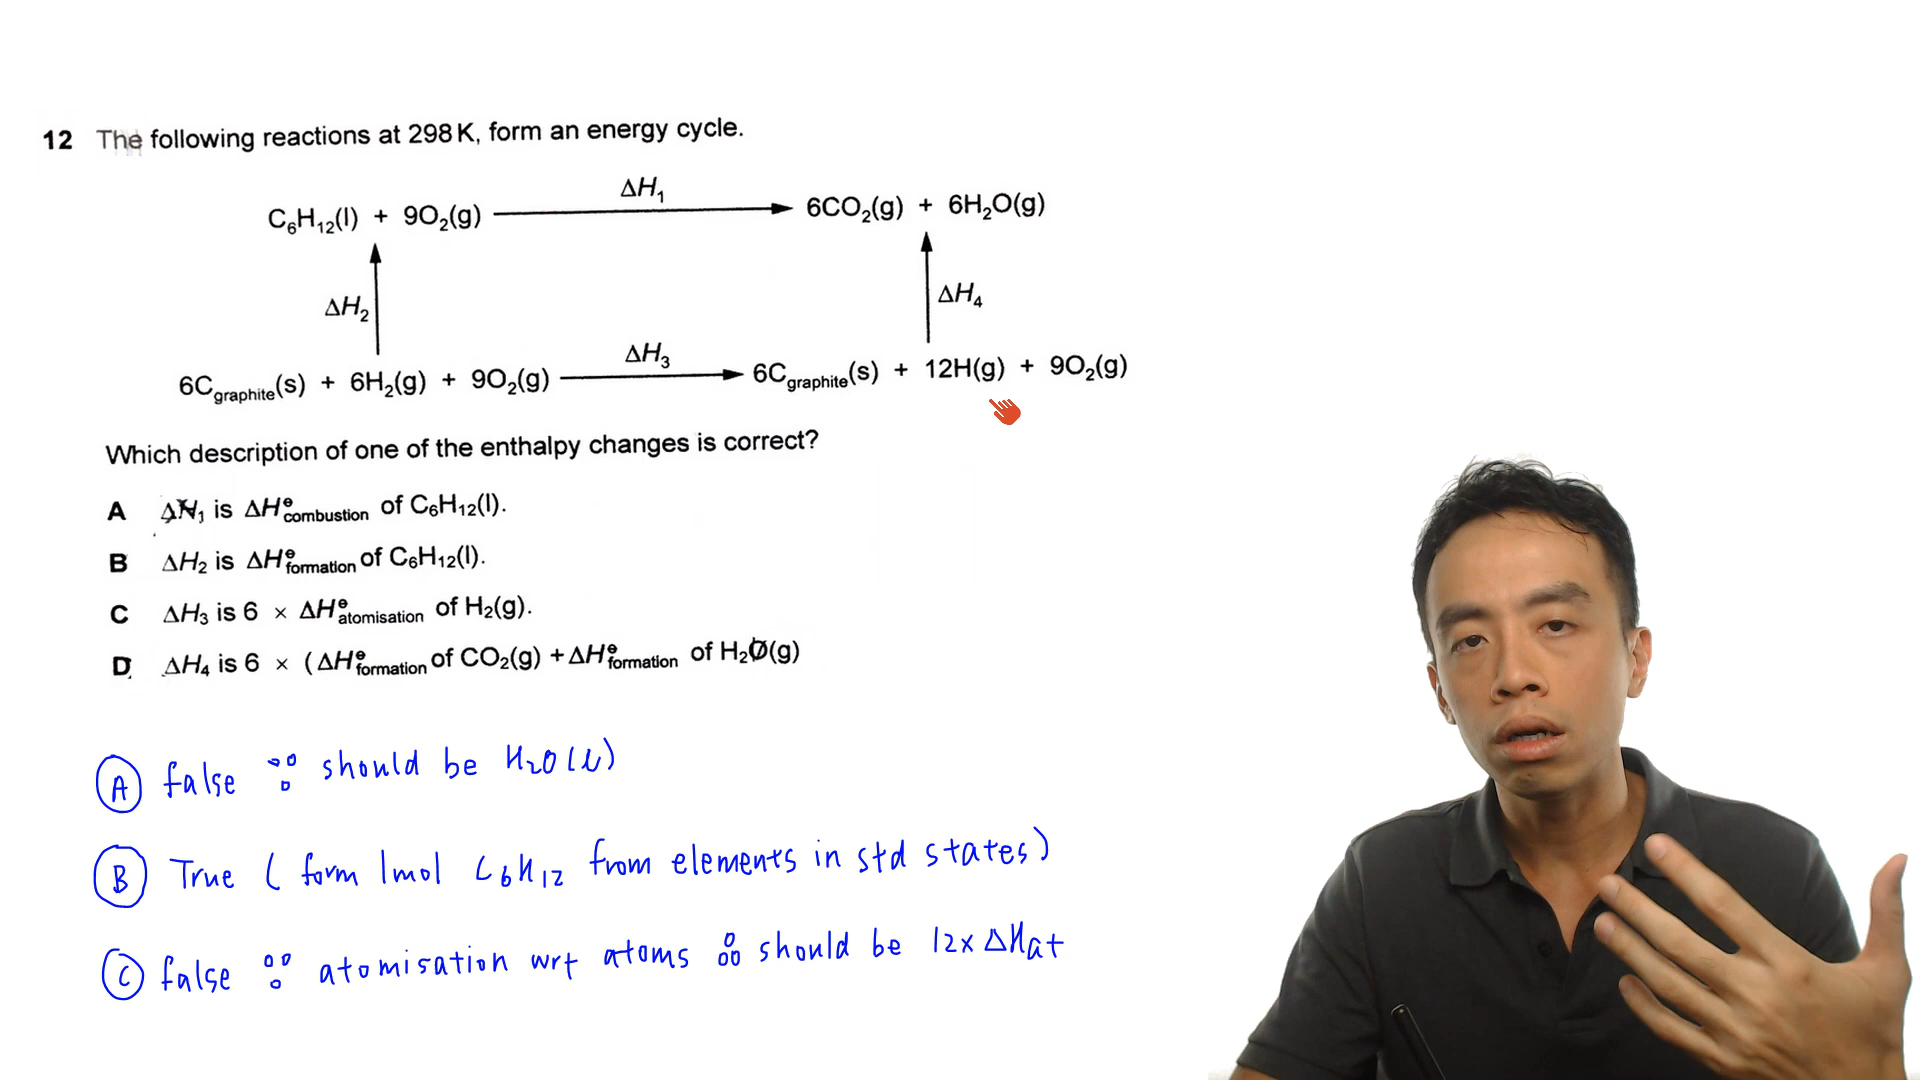 12 The following reactions at 298 K, form an energy cycle.
ΔH₁
C₆H₁₂(l) + 9O₂(g) → 6CO₂(g) + 6H₂O(g)
ΔH₂ ΔH₄
ΔH₃
6C_graphite(s) + 6H₂(g) + 9O₂(g) → 6C_graphite(s) + 12H(g) + 9O₂(g)
Which description of one of the enthalpy changes is correct?
A ΔH₁ is ΔH⦵combustion of C₆H₁₂(l).
B ΔH₂ is ΔH⦵formation of C₆H₁₂(l).
C ΔH₃ is 6 × ΔH⦵atomisation of H₂(g).
D ΔH₄ is 6 × (ΔH⦵formation of CO₂(g) + ΔH⦵formation of H₂O(g)
A false ∵ should be H₂O(l)
B True ( form 1mol C₆H₁₂ from elements in std states)
C false ∵ atomisation wrt atoms ∴ should be 12× ΔHat